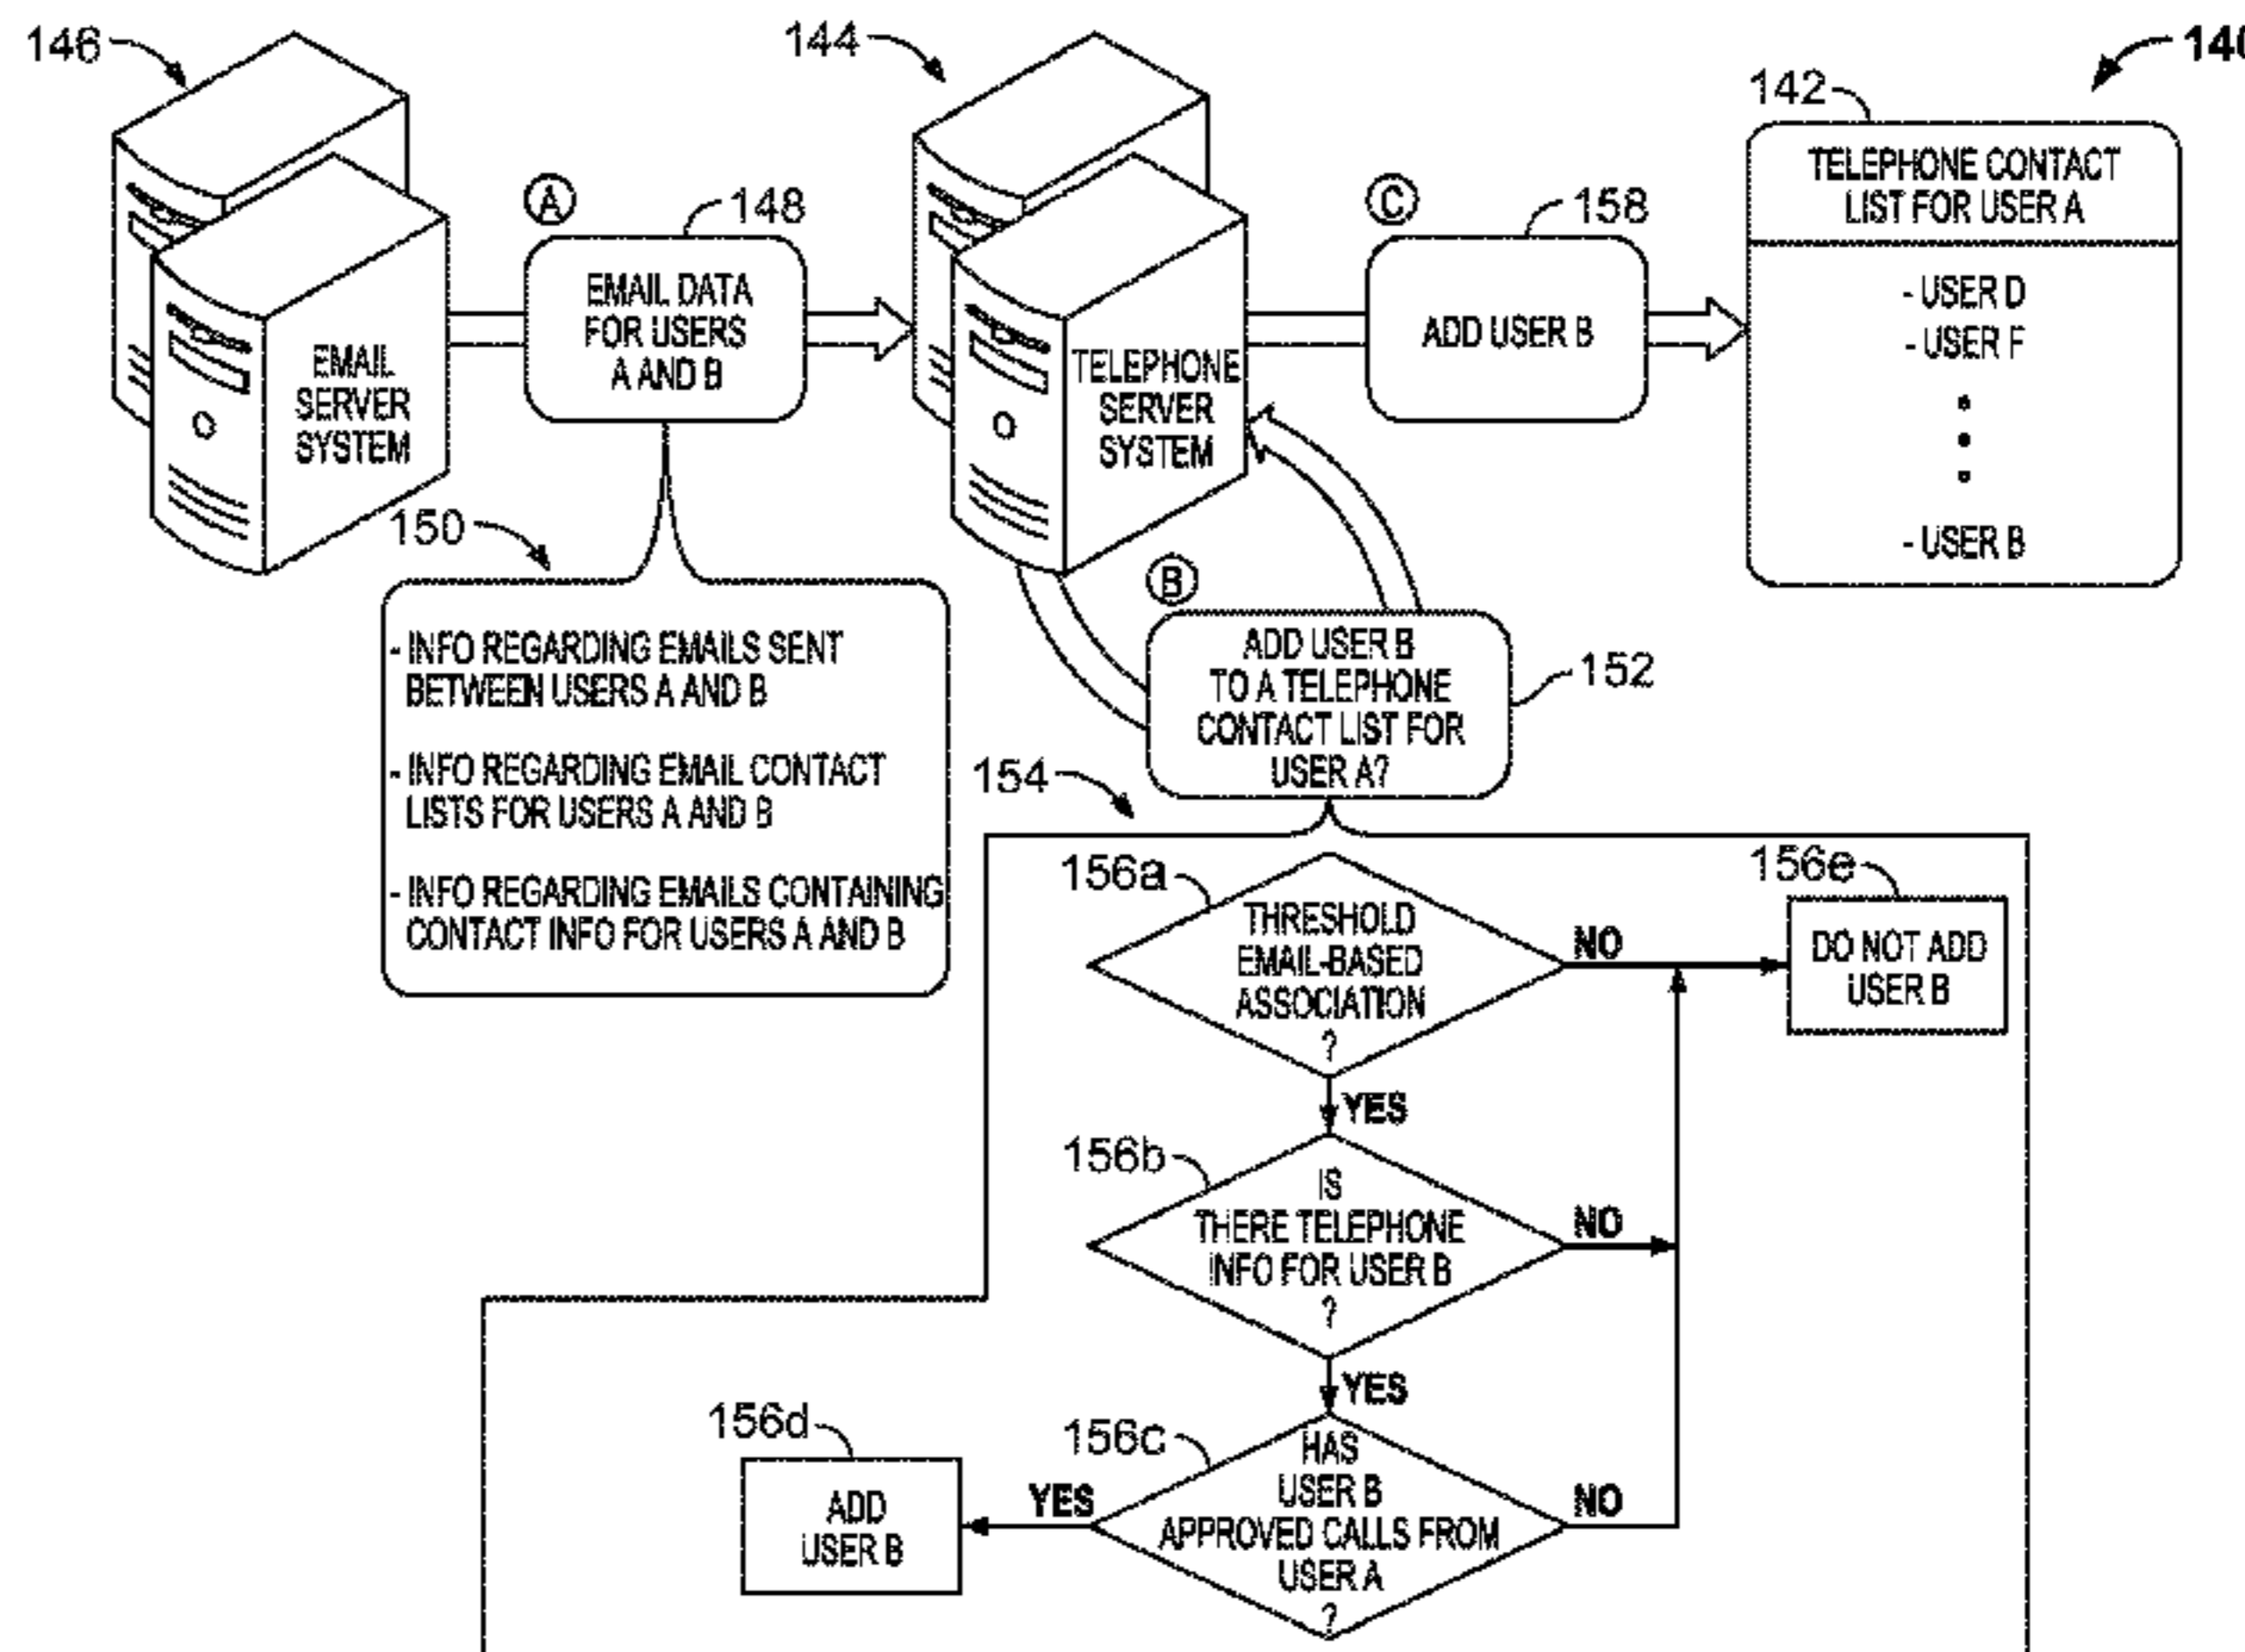 146
144
140
142
TELEPHONE CONTACT
LIST FOR USER A
- USER D
- USER F
- USER B
A
148
EMAIL DATA
FOR USERS
A AND B
C
158
ADD USER B
EMAIL
SERVER
SYSTEM
TELEPHONE
SERVER
SYSTEM
150
- INFO REGARDING EMAILS SENT
BETWEEN USERS A AND B
- INFO REGARDING EMAIL CONTACT
LISTS FOR USERS A AND B
- INFO REGARDING EMAILS CONTAINING
CONTACT INFO FOR USERS A AND B
B
ADD USER B
TO A TELEPHONE
CONTACT LIST FOR
USER A?
152
154
156a
THRESHOLD
EMAIL-BASED
ASSOCIATION
?
NO
156e
DO NOT ADD
USER B
YES
156b
IS
THERE TELEPHONE
INFO FOR USER B
?
NO
YES
156c
HAS
USER B
APPROVED CALLS FROM
USER A
?
NO
YES
156d
ADD
USER B